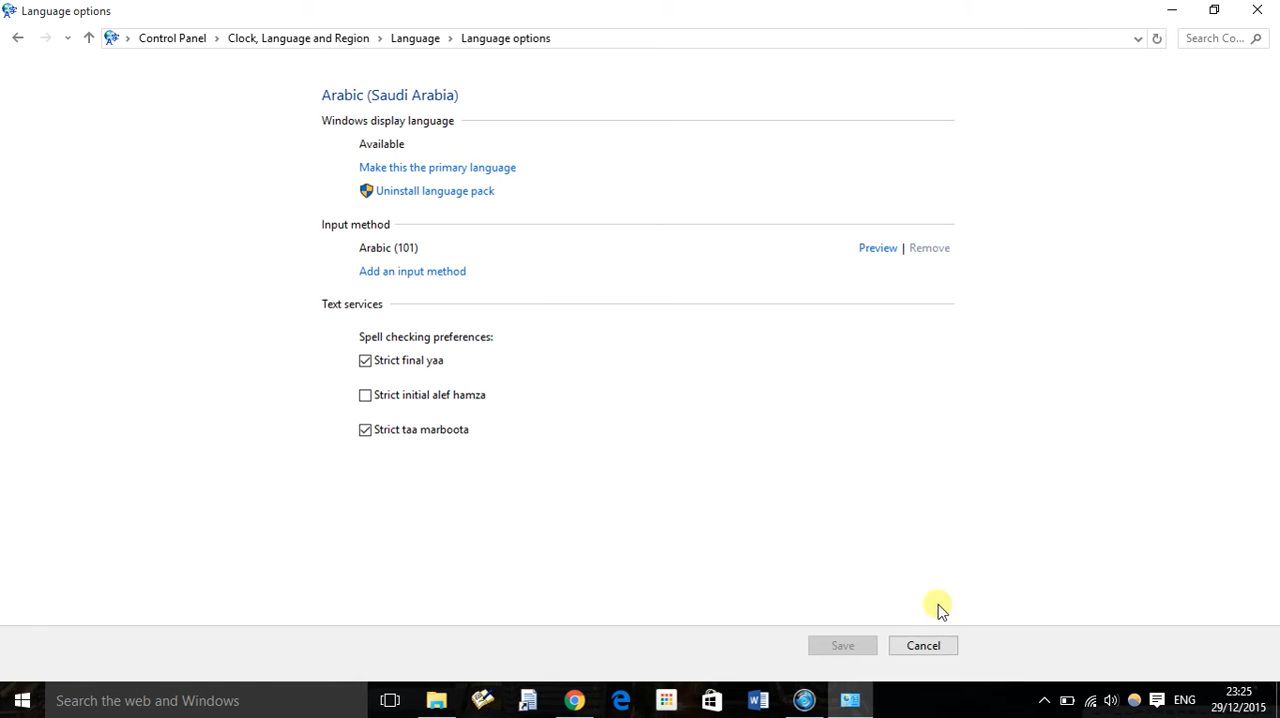 Language options
Control Panel > Clock, Language and Region > Language > Language options
Search Co...
Arabic (Saudi Arabia)
Windows display language
Available
Make this the primary language
Uninstall language pack
Input method
Arabic (101)
Preview | Remove
Add an input method
Text services
Spell checking preferences:
Strict final yaa
Strict initial alef hamza
Strict taa marboota
Save
Cancel
Search the web and Windows
ENG
23:25
29/12/2015